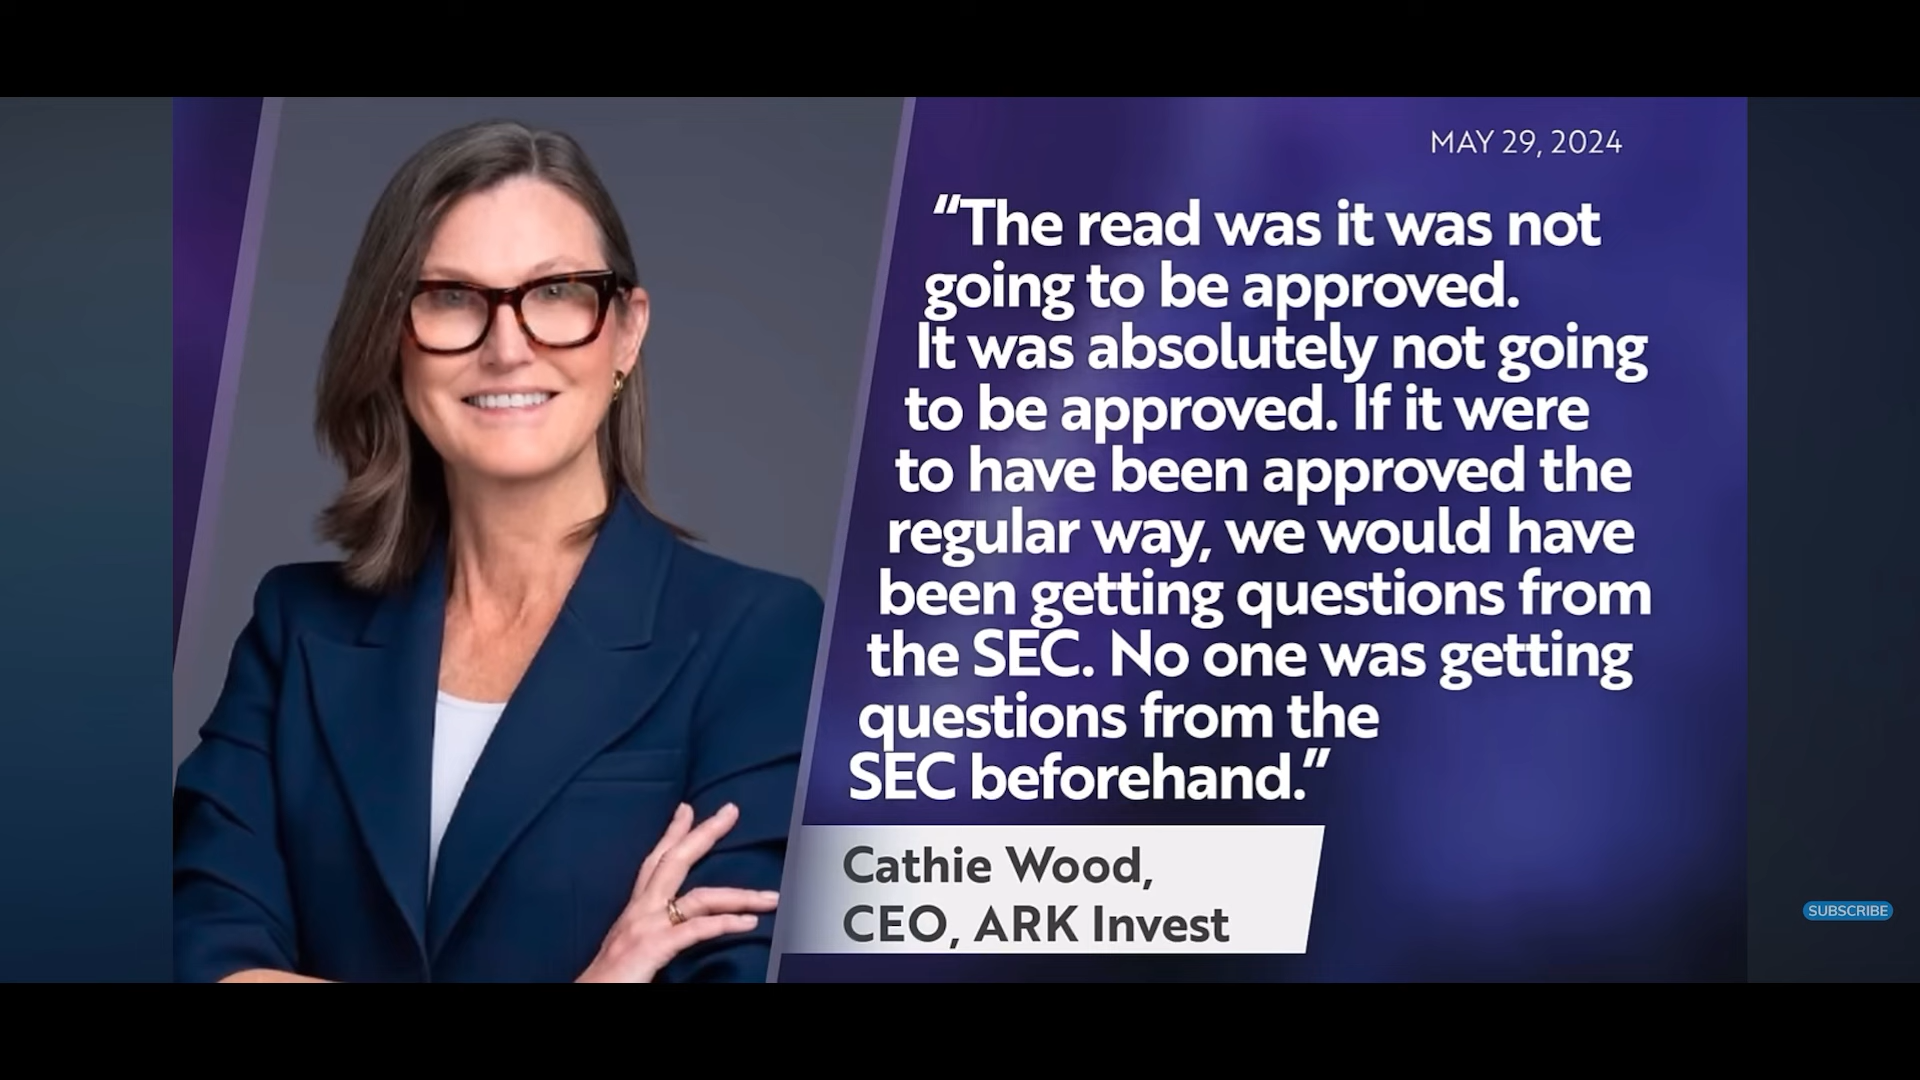 MAY 29, 2024
“The read was it was not
going to be approved.
It was absolutely not going
to be approved. If it were
to have been approved the
regular way, we would have
been getting questions from
the SEC. No one was getting
questions from the
SEC beforehand.”
Cathie Wood,
CEO, ARK Invest
SUBSCRIBE